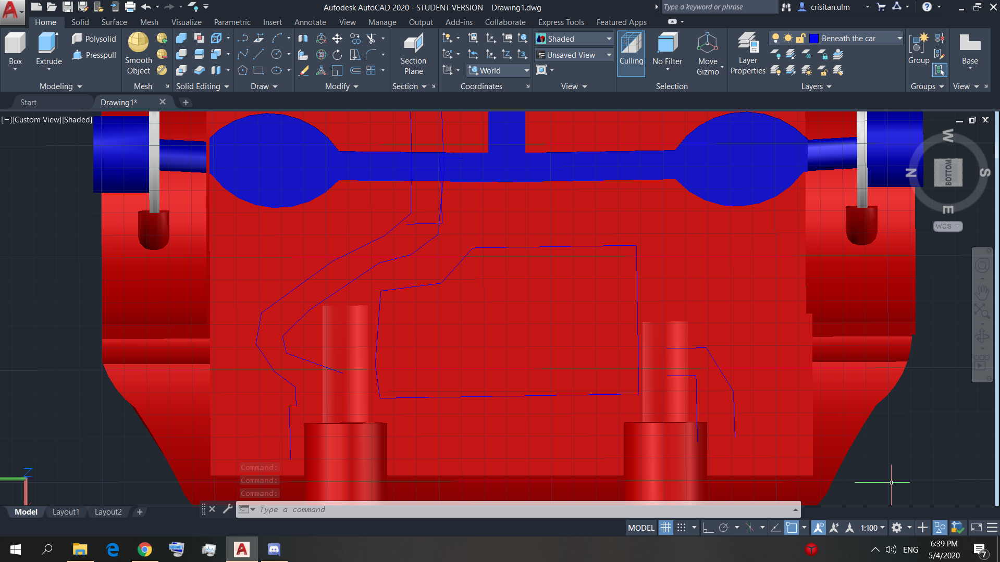 Autodesk AutoCAD 2020 - STUDENT VERSION Drawing1.dwg
Type a keyword or phrase
crisitan.ulm
Home Solid Surface Mesh Visualize Parametric Insert Annotate View Manage Output Add-ins Collaborate Express Tools Featured Apps
Box
Extrude
Polysolid
Presspull
Smooth
Object
Section
Plane
Shaded
Unsaved View
World
Culling
No Filter
Move
Gizmo
Layer
Properties
Beneath the car
Group
Base
Modeling Mesh Solid Editing Draw Modify Section Coordinates View Selection Layers Groups View
Start
Drawing1*
[−][Custom View][Shaded]
W
N
BOTTOM
S
E
WCS
Z
Command:
Command:
Command:
Type a command
Model Layout1 Layout2
MODEL
1:100
ENG
6:39 PM
5/4/2020
7